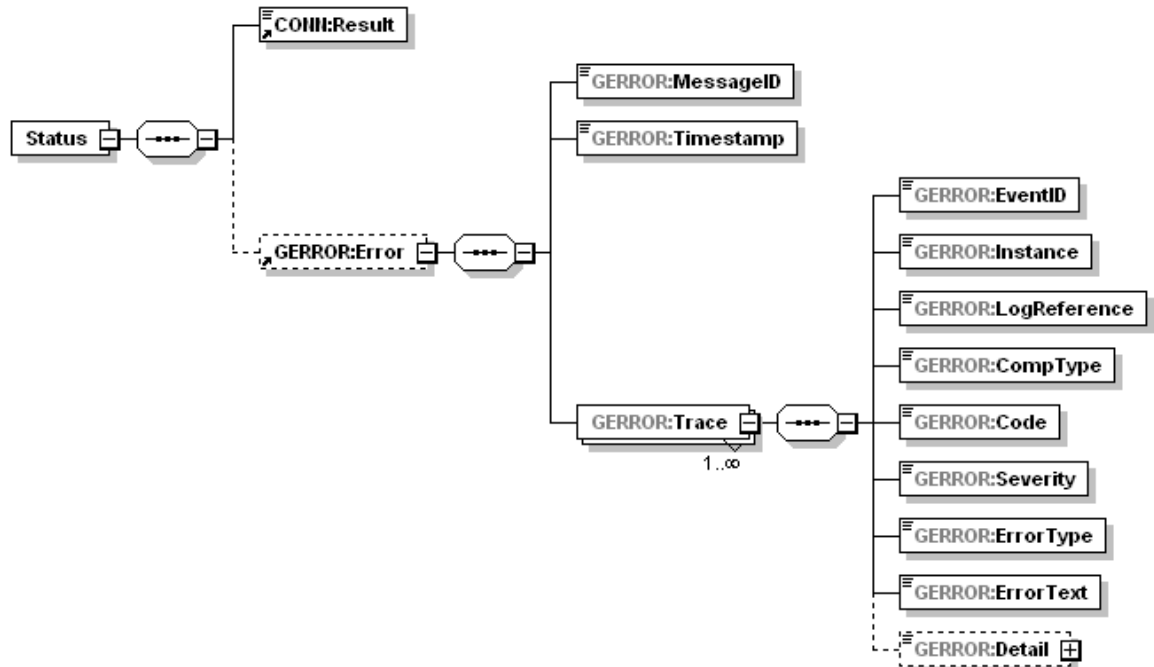 CONN:Result
GERROR:MessageID
GERROR:Timestamp
Status
GERROR:EventID
GERROR:Error
GERROR:Instance
GERROR:LogReference
GERROR:CompType
GERROR:Trace
1..∞
GERROR:Code
GERROR:Severity
GERROR:ErrorType
GERROR:ErrorText
GERROR:Detail